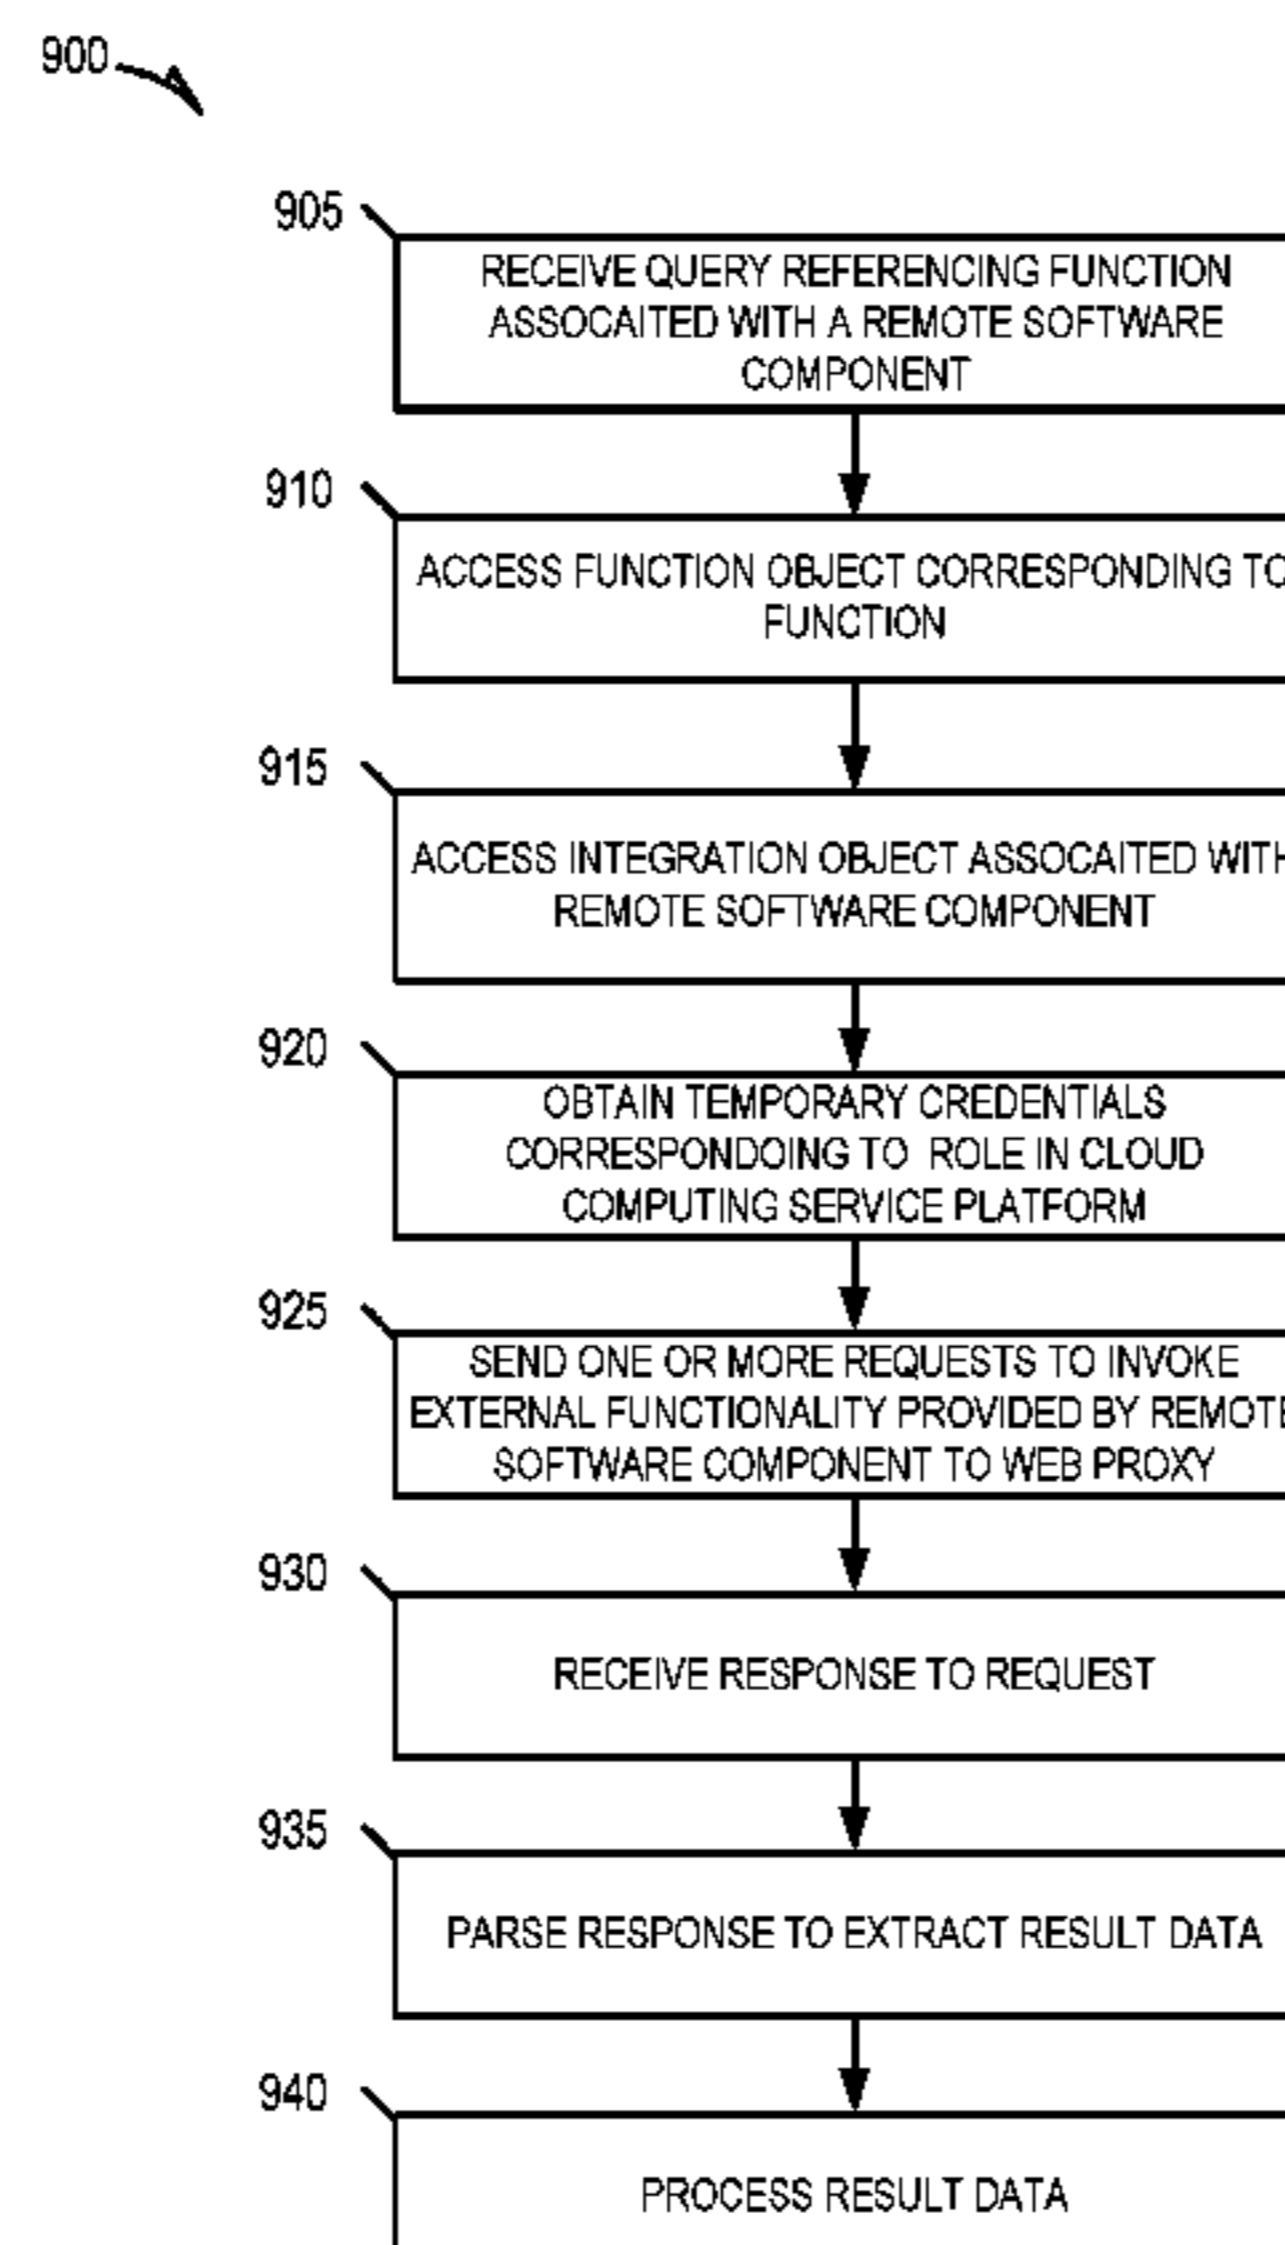 900
905
RECEIVE QUERY REFERENCING FUNCTION
ASSOCAITED WITH A REMOTE SOFTWARE
COMPONENT
910
ACCESS FUNCTION OBJECT CORRESPONDING TO
FUNCTION
915
ACCESS INTEGRATION OBJECT ASSOCAITED WITH
REMOTE SOFTWARE COMPONENT
920
OBTAIN TEMPORARY CREDENTIALS
CORRESPONDOING TO ROLE IN CLOUD
COMPUTING SERVICE PLATFORM
925
SEND ONE OR MORE REQUESTS TO INVOKE
EXTERNAL FUNCTIONALITY PROVIDED BY REMOTE
SOFTWARE COMPONENT TO WEB PROXY
930
RECEIVE RESPONSE TO REQUEST
935
PARSE RESPONSE TO EXTRACT RESULT DATA
940
PROCESS RESULT DATA